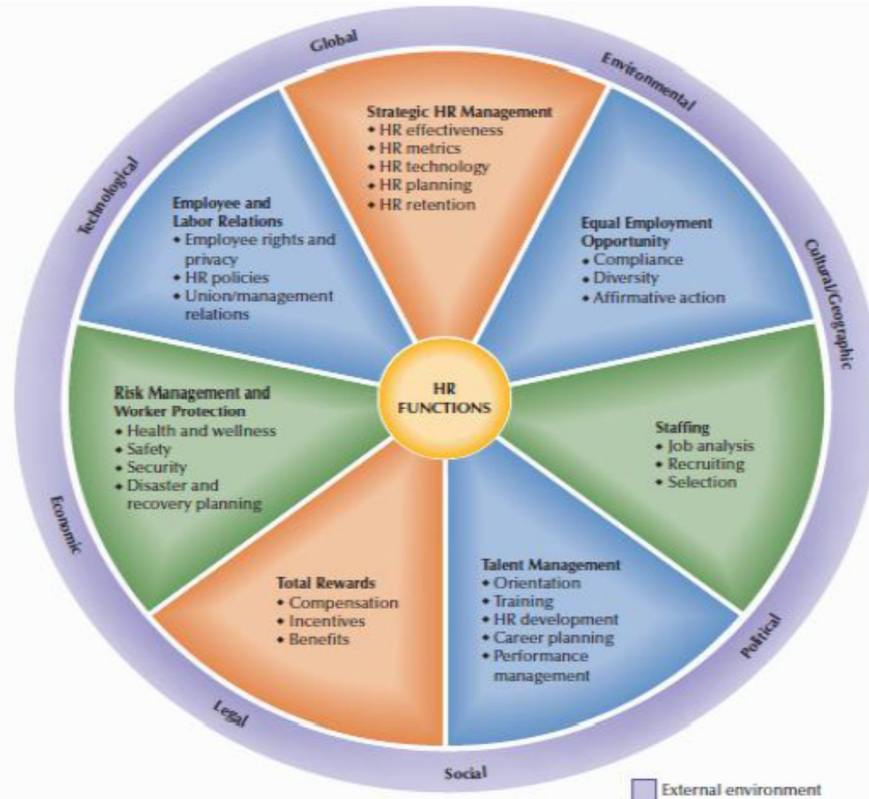 Global
Environmental
Technological
Cultural/Geographic
Economic
Political
Legal
Social
Strategic HR Management
• HR effectiveness
• HR metrics
• HR technology
• HR planning
• HR retention
Employee and
Labor Relations
• Employee rights and
privacy
• HR policies
• Union/management
relations
Equal Employment
Opportunity
• Compliance
• Diversity
• Affirmative action
HR
FUNCTIONS
Risk Management and
Worker Protection
• Health and wellness
• Safety
• Security
• Disaster and
recovery planning
Staffing
• Job analysis
• Recruiting
• Selection
Total Rewards
• Compensation
• Incentives
• Benefits
Talent Management
• Orientation
• Training
• HR development
• Career planning
• Performance
management
External environment